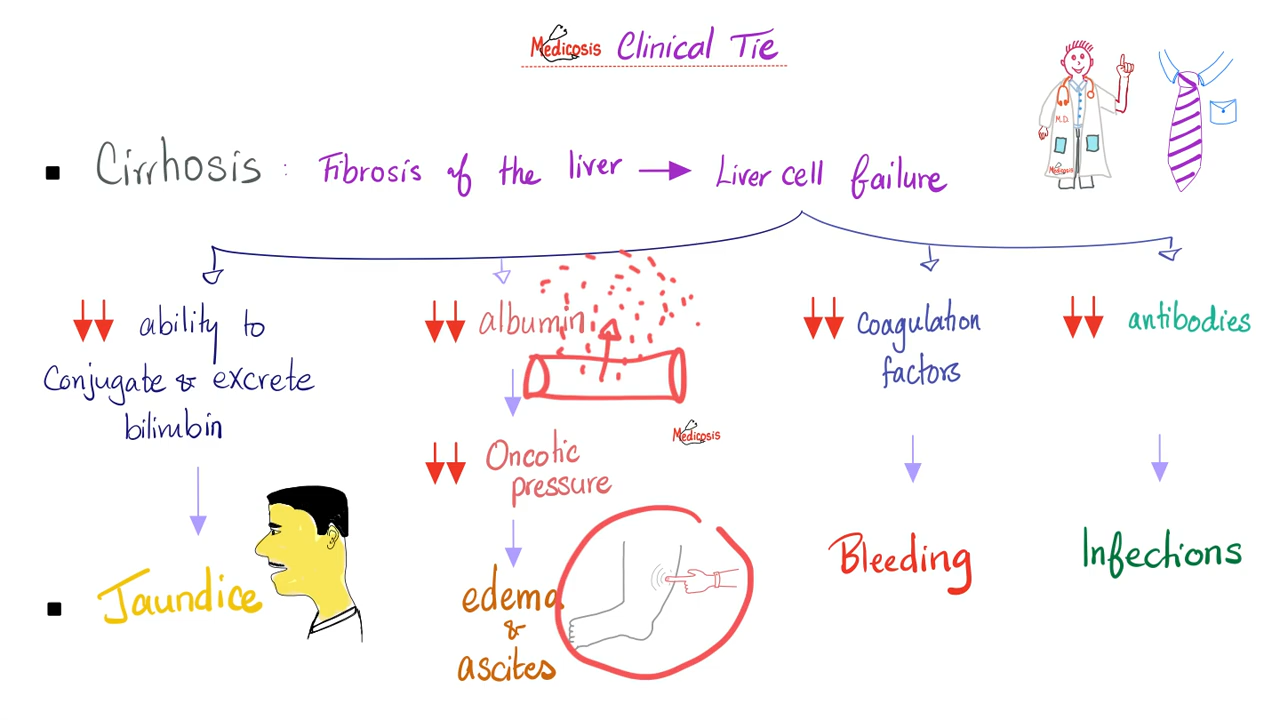 Medicosis Clinical Tie
M.D.
Medicosis
Cirrhosis : Fibrosis of the liver → Liver cell failure
↓↓ ability to
Conjugate & excrete
bilirubin
Jaundice
↓↓ albumin
↓↓ Oncotic
pressure
Medicosis
edema
&
ascites
↓↓ Coagulation
factors
Bleeding
↓↓ antibodies
Infections